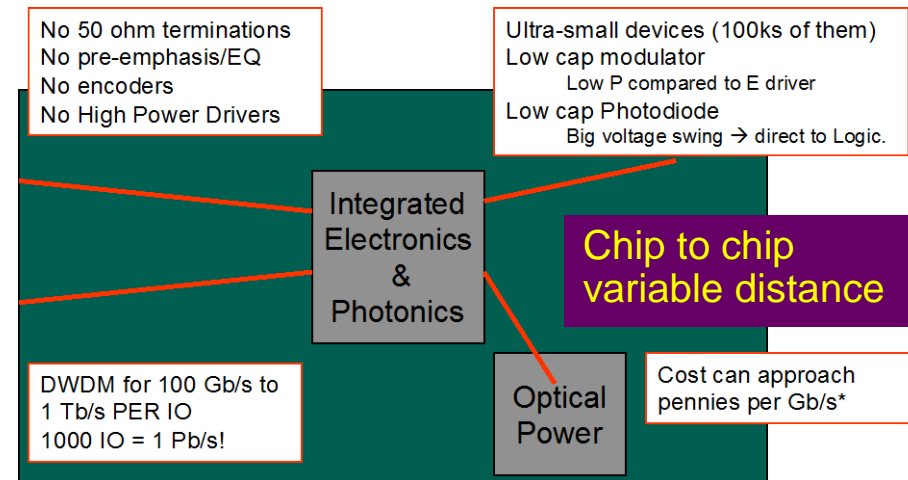 No 50 ohm terminations
No pre-emphasis/EQ
No encoders
No High Power Drivers
Ultra-small devices (100ks of them)
Low cap modulator
Low P compared to E driver
Low cap Photodiode
Big voltage swing → direct to Logic.
Integrated
Electronics
&
Photonics
Chip to chip
variable distance
DWDM for 100 Gb/s to
1 Tb/s PER IO
1000 IO = 1 Pb/s!
Optical
Power
Cost can approach
pennies per Gb/s*